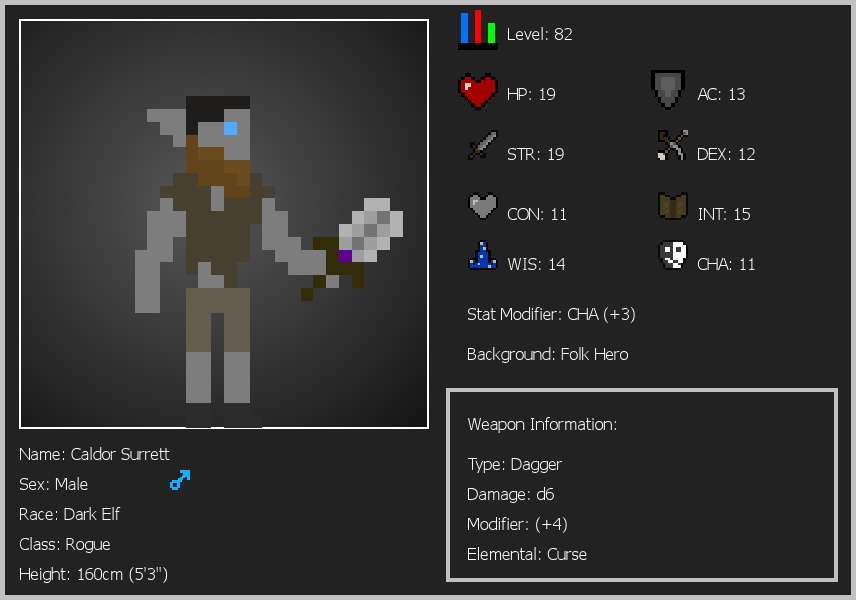 Level: 82
HP: 19
AC: 13
STR: 19
DEX: 12
CON: 11
INT: 15
WIS: 14
CHA: 11
Stat Modifier: CHA (+3)
Background: Folk Hero
Weapon Information:
Type: Dagger
Damage: d6
Modifier: (+4)
Elemental: Curse
Name: Caldor Surrett
Sex: Male
Race: Dark Elf
Class: Rogue
Height: 160cm (5'3")